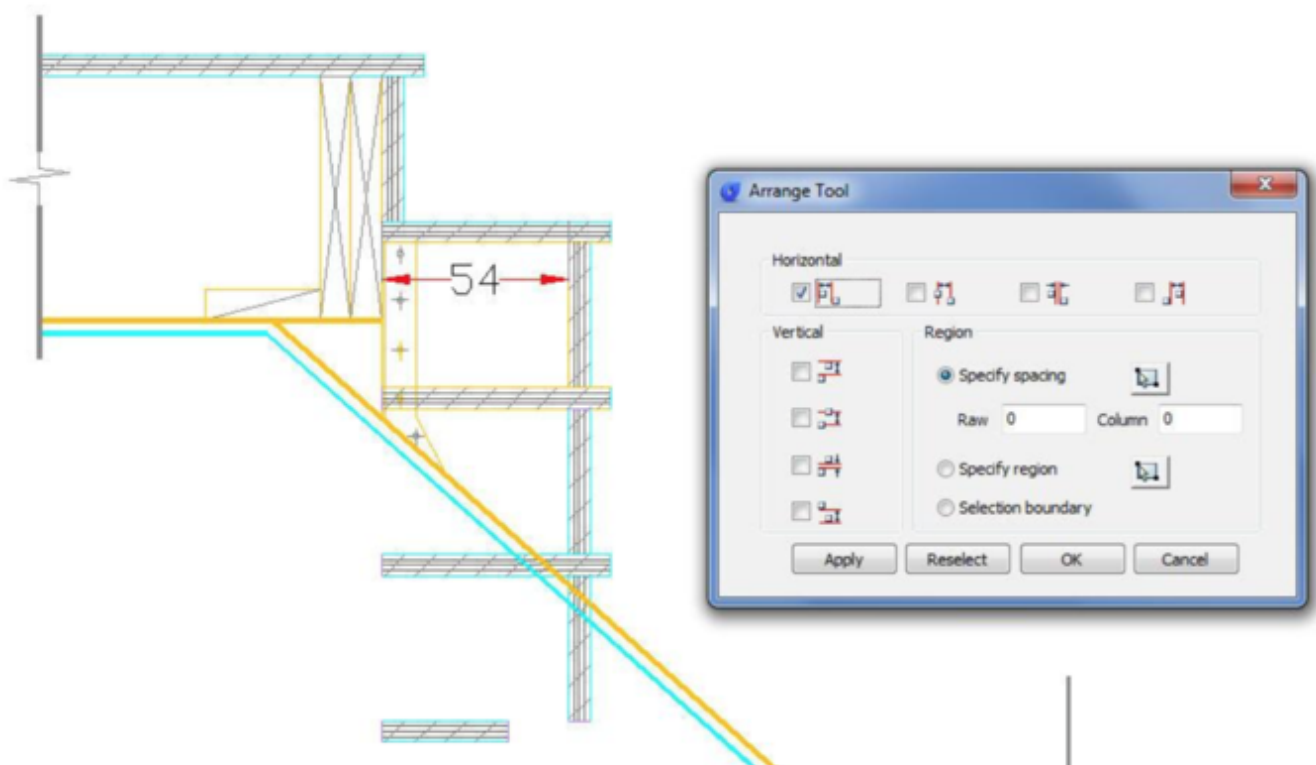 54
Arrange Tool
Horizontal
Vertical
Region
Specify spacing
Raw 0 Column 0
Specify region
Selection boundary
Apply Reselect OK Cancel